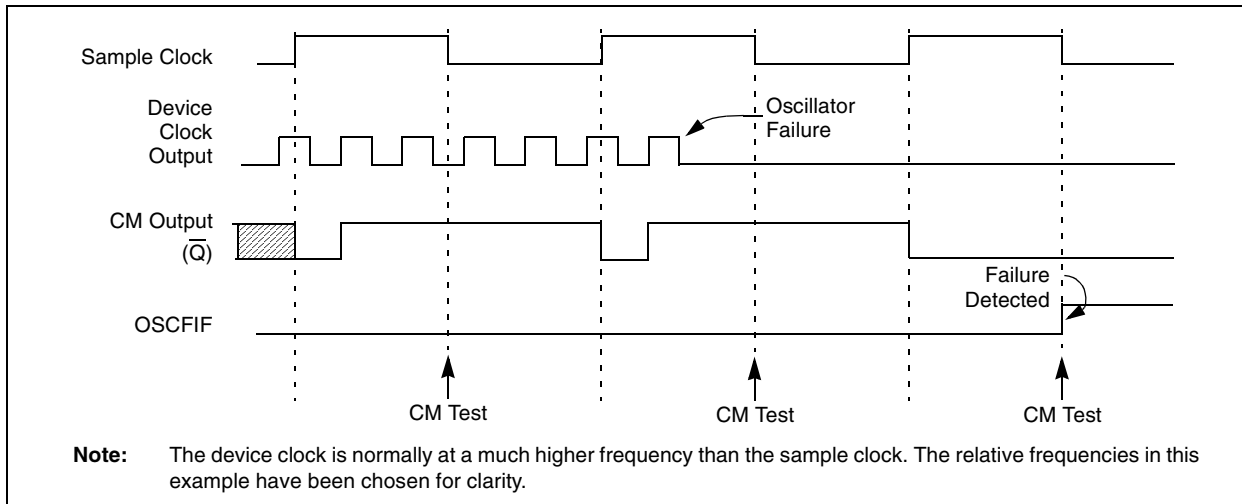 Sample Clock
Device
Clock
Output
Oscillator
Failure
CM Output
(Q̅)
Failure
Detected
OSCFIF
CM Test
CM Test
CM Test
Note: The device clock is normally at a much higher frequency than the sample clock. The relative frequencies in this
example have been chosen for clarity.